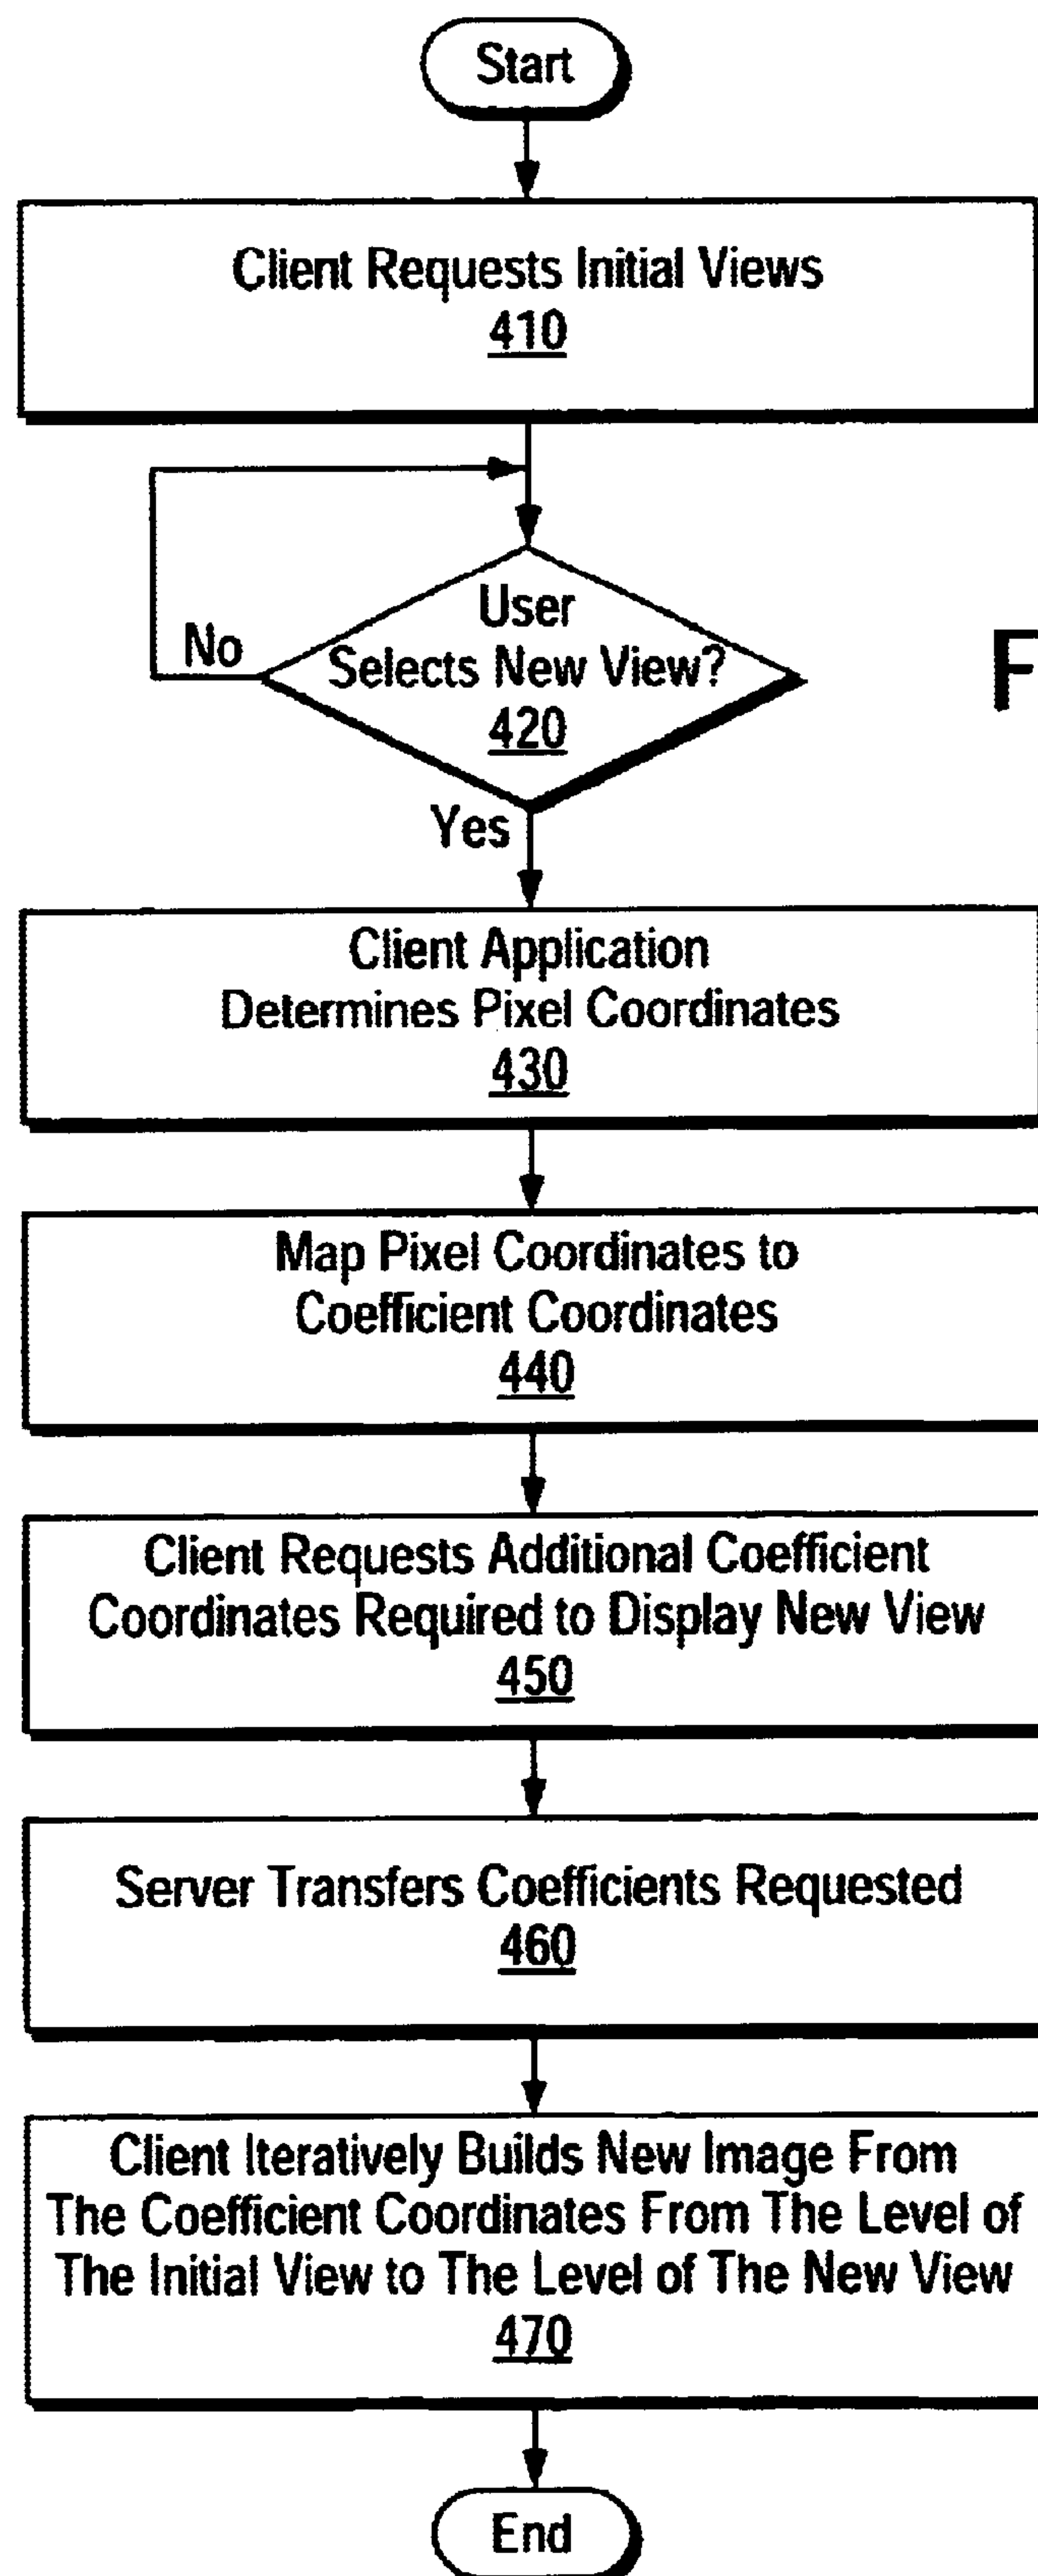 Start
Client Requests Initial Views
410
User
Selects New View?
420
No
F
Yes
Client Application
Determines Pixel Coordinates
430
Map Pixel Coordinates to
Coefficient Coordinates
440
Client Requests Additional Coefficient
Coordinates Required to Display New View
450
Server Transfers Coefficients Requested
460
Client Iteratively Builds New Image From
The Coefficient Coordinates From The Level of
The Initial View to The Level of The New View
470
End